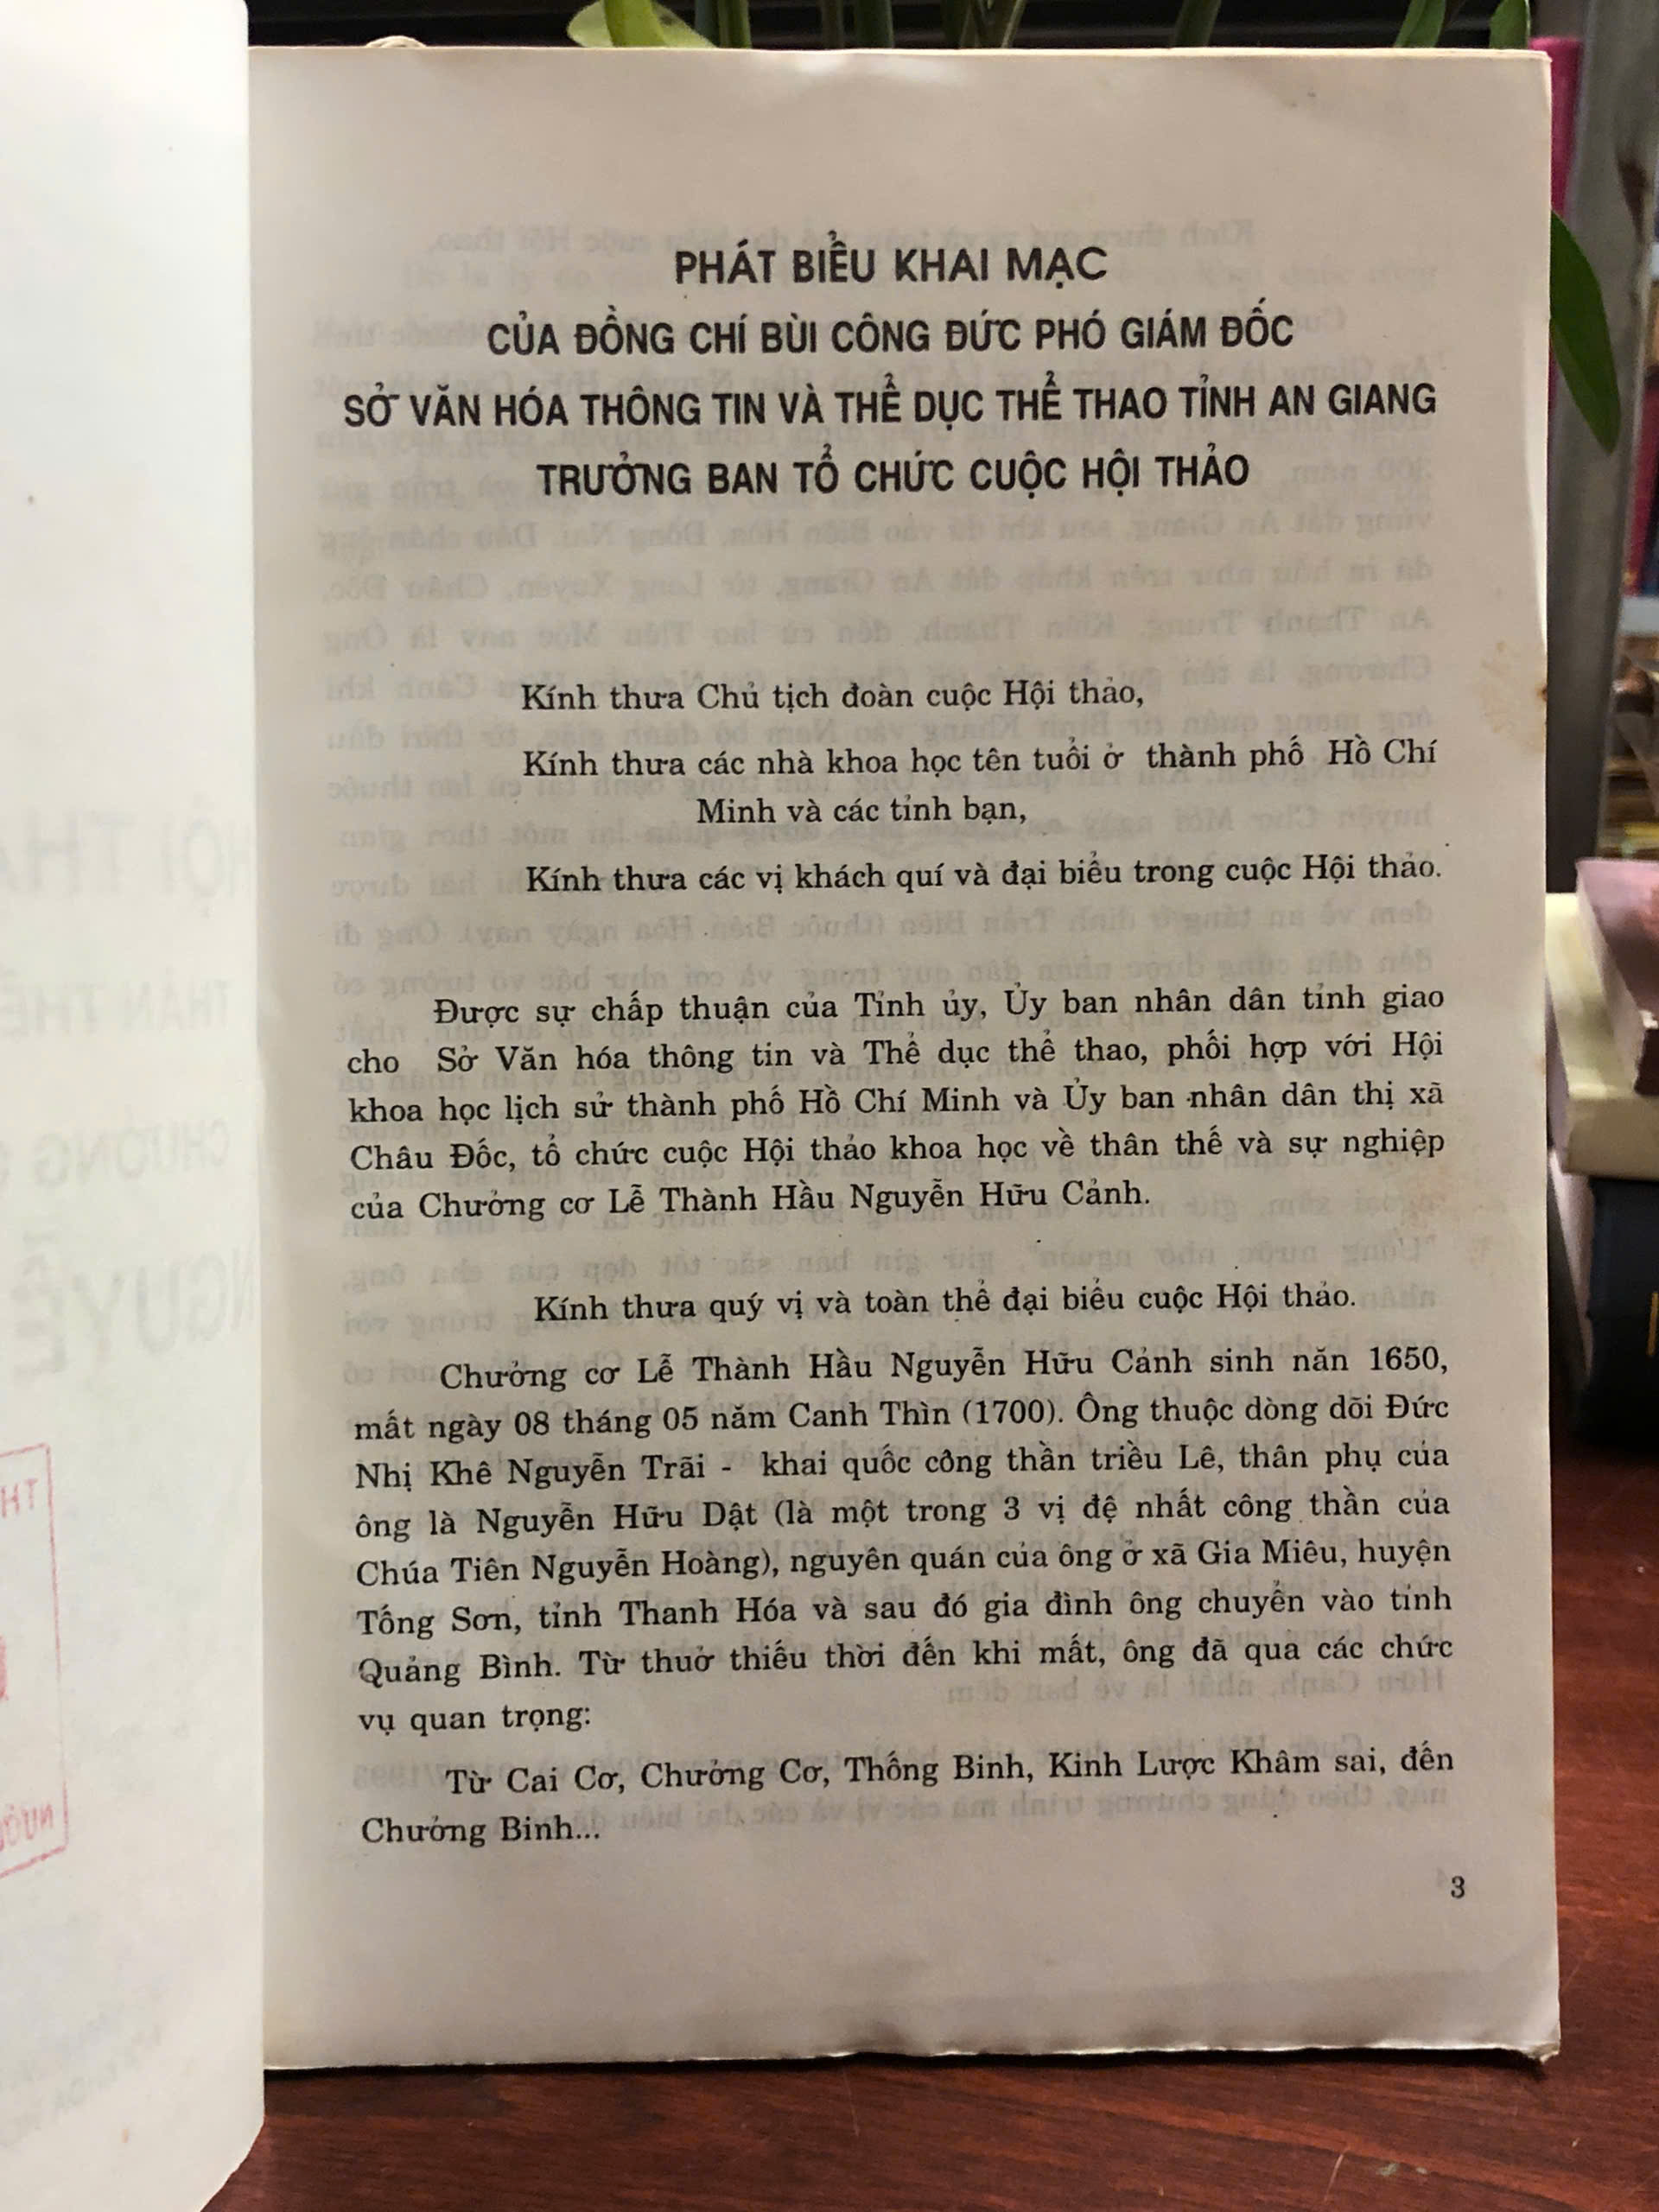 PHÁT BIỂU KHAI MẠC
CỦA ĐỒNG CHÍ BÙI CÔNG ĐỨC PHÓ GIÁM ĐỐC
SỞ VĂN HÓA THÔNG TIN VÀ THỂ DỤC THỂ THAO TỈNH AN GIANG
TRƯỞNG BAN TỔ CHỨC CUỘC HỘI THẢO
Kính thưa Chủ tịch đoàn cuộc Hội thảo,
Kính thưa các nhà khoa học tên tuổi ở thành phố Hồ Chí
Minh và các tỉnh bạn,
Kính thưa các vị khách quí và đại biểu trong cuộc Hội thảo.
Được sự chấp thuận của Tỉnh ủy, Ủy ban nhân dân tỉnh giao
cho Sở Văn hóa thông tin và Thể dục thể thao, phối hợp với Hội
khoa học lịch sử thành phố Hồ Chí Minh và Ủy ban nhân dân thị xã
Châu Đốc, tổ chức cuộc Hội thảo khoa học về thân thế và sự nghiệp
của Chưởng cơ Lễ Thành Hầu Nguyễn Hữu Cảnh.
Kính thưa quý vị và toàn thể đại biểu cuộc Hội thảo.
Chưởng cơ Lễ Thành Hầu Nguyễn Hữu Cảnh sinh năn 1650,
mất ngày 08 tháng 05 năm Canh Thìn (1700). Ông thuộc dòng dõi Đức
Nhị Khê Nguyễn Trãi - khai quốc công thần triều Lê, thân phụ của
ông là Nguyễn Hữu Dật (là một trong 3 vị đệ nhất công thần của
Chúa Tiên Nguyễn Hoàng), nguyên quán của ông ở xã Gia Miêu, huyện
Tống Sơn, tỉnh Thanh Hóa và sau đó gia đình ông chuyển vào tỉnh
Quảng Bình. Từ thuở thiếu thời đến khi mất, ông đã qua các chức
vụ quan trọng:
Từ Cai Cơ, Chưởng Cơ, Thống Binh, Kinh Lược Khâm sai, đến
Chưởng Binh...
3